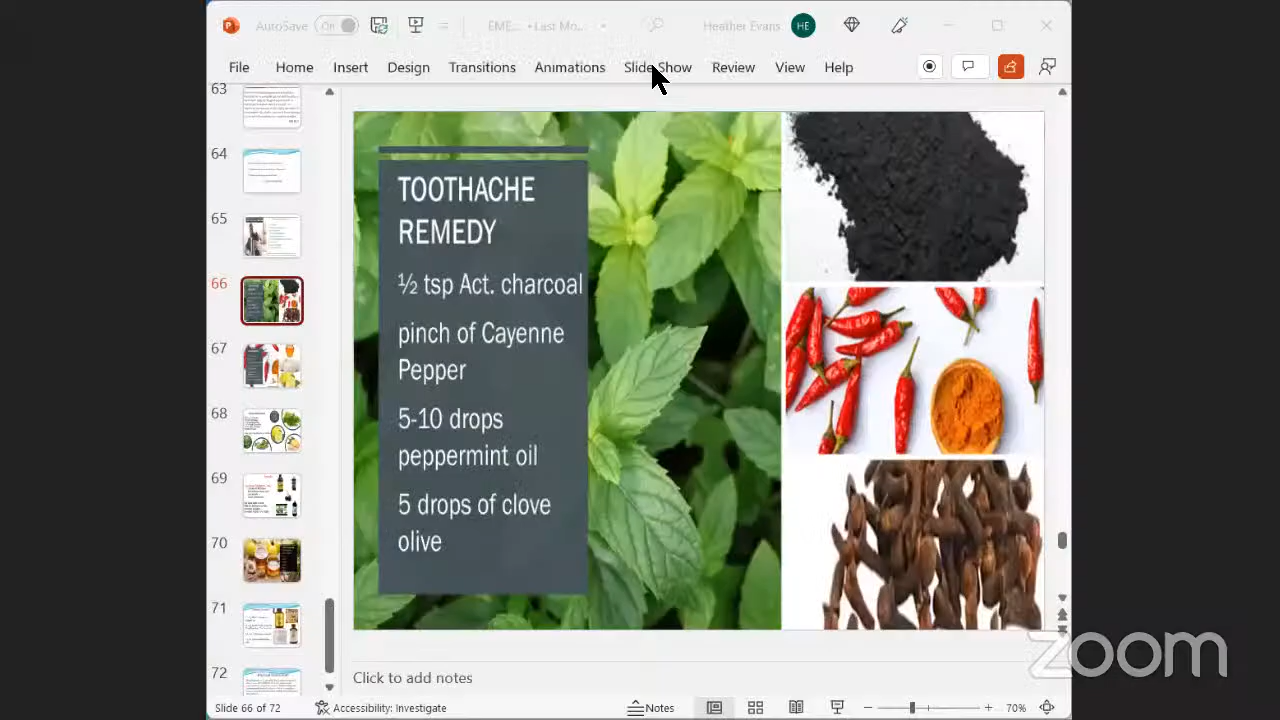 AutoSave
On
EME... • Last Mo...
Heather Evans
HE
File
Home
Insert
Design
Transitions
Animations
Slide Show
Review
View
Help
63
64
65
66
67
68
69
70
71
72
TOOTHACHE
REMEDY
½ tsp Act. charcoal
pinch of Cayenne
Pepper
5-10 drops
peppermint oil
5 drops of clove
olive
zoom
Click to add notes
Slide 66 of 72
Accessibility: Investigate
Notes
70%